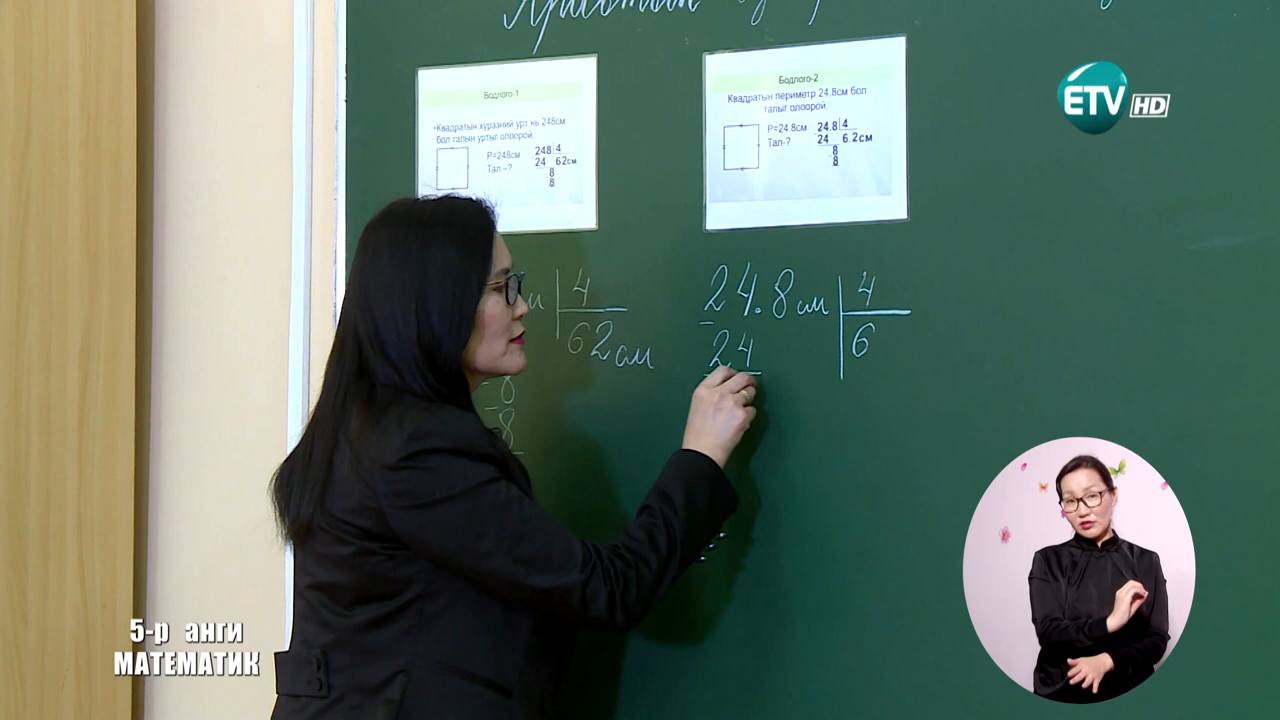 ETV HD
Бодлого-1
•Квадратын хүрээний урт нь 248см
бол талын уртыг олоорой.
P=248см
Тал –?
248 4
24 62см
8
8
Бодлого-2
Квадратын периметр 24.8см бол
талыг олоорой.
P=24.8см
Тал-?
24.8 4
24 6.2см
8
8
4
62см
8
8
24.8см 4
24 6
5-р анги
МАТЕМАТИК